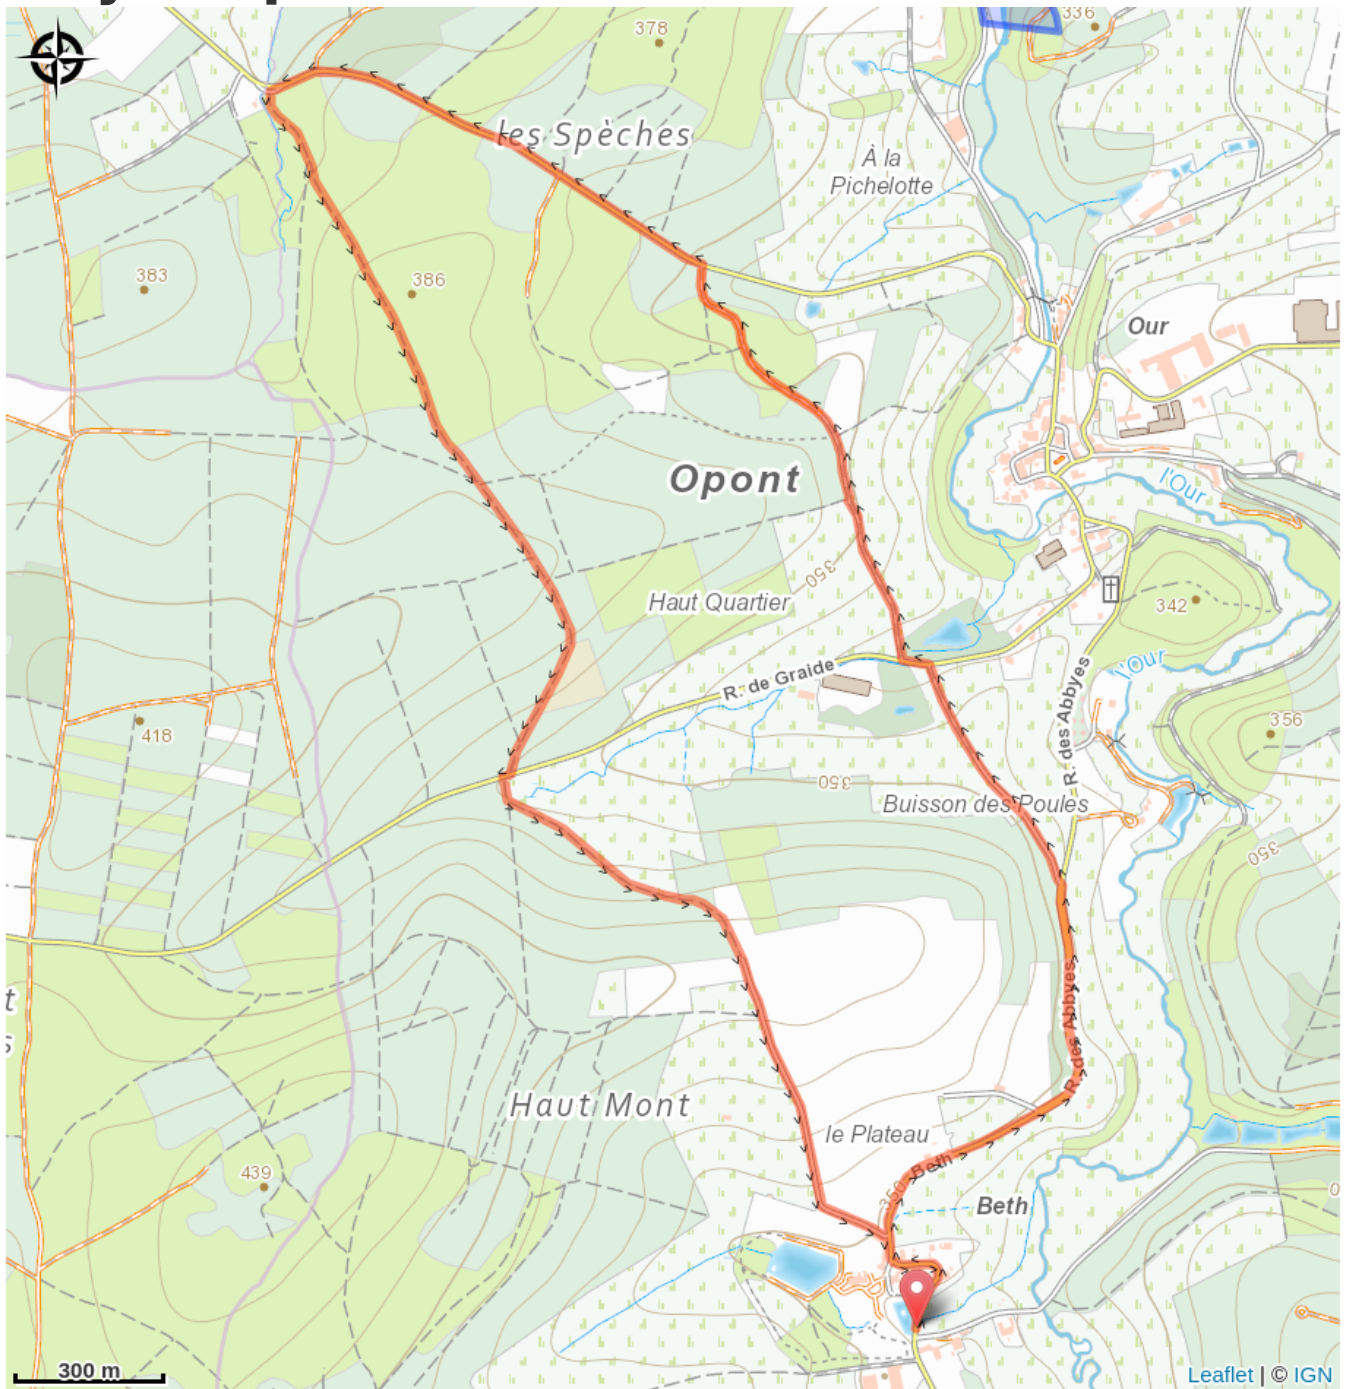 378
336
les Spèches
À la
Pichelotte
383
386
Our
Opont
l'Our
350
Haut Quartier
342
R. de Graide
l'Our
R. des Abbyes
356
418
350
Buisson des Poules
350
R. des Abbyes
t
s
Haut Mont
le Plateau
Beth
350
439
Beth
0
300 m
Leaflet | © IGN